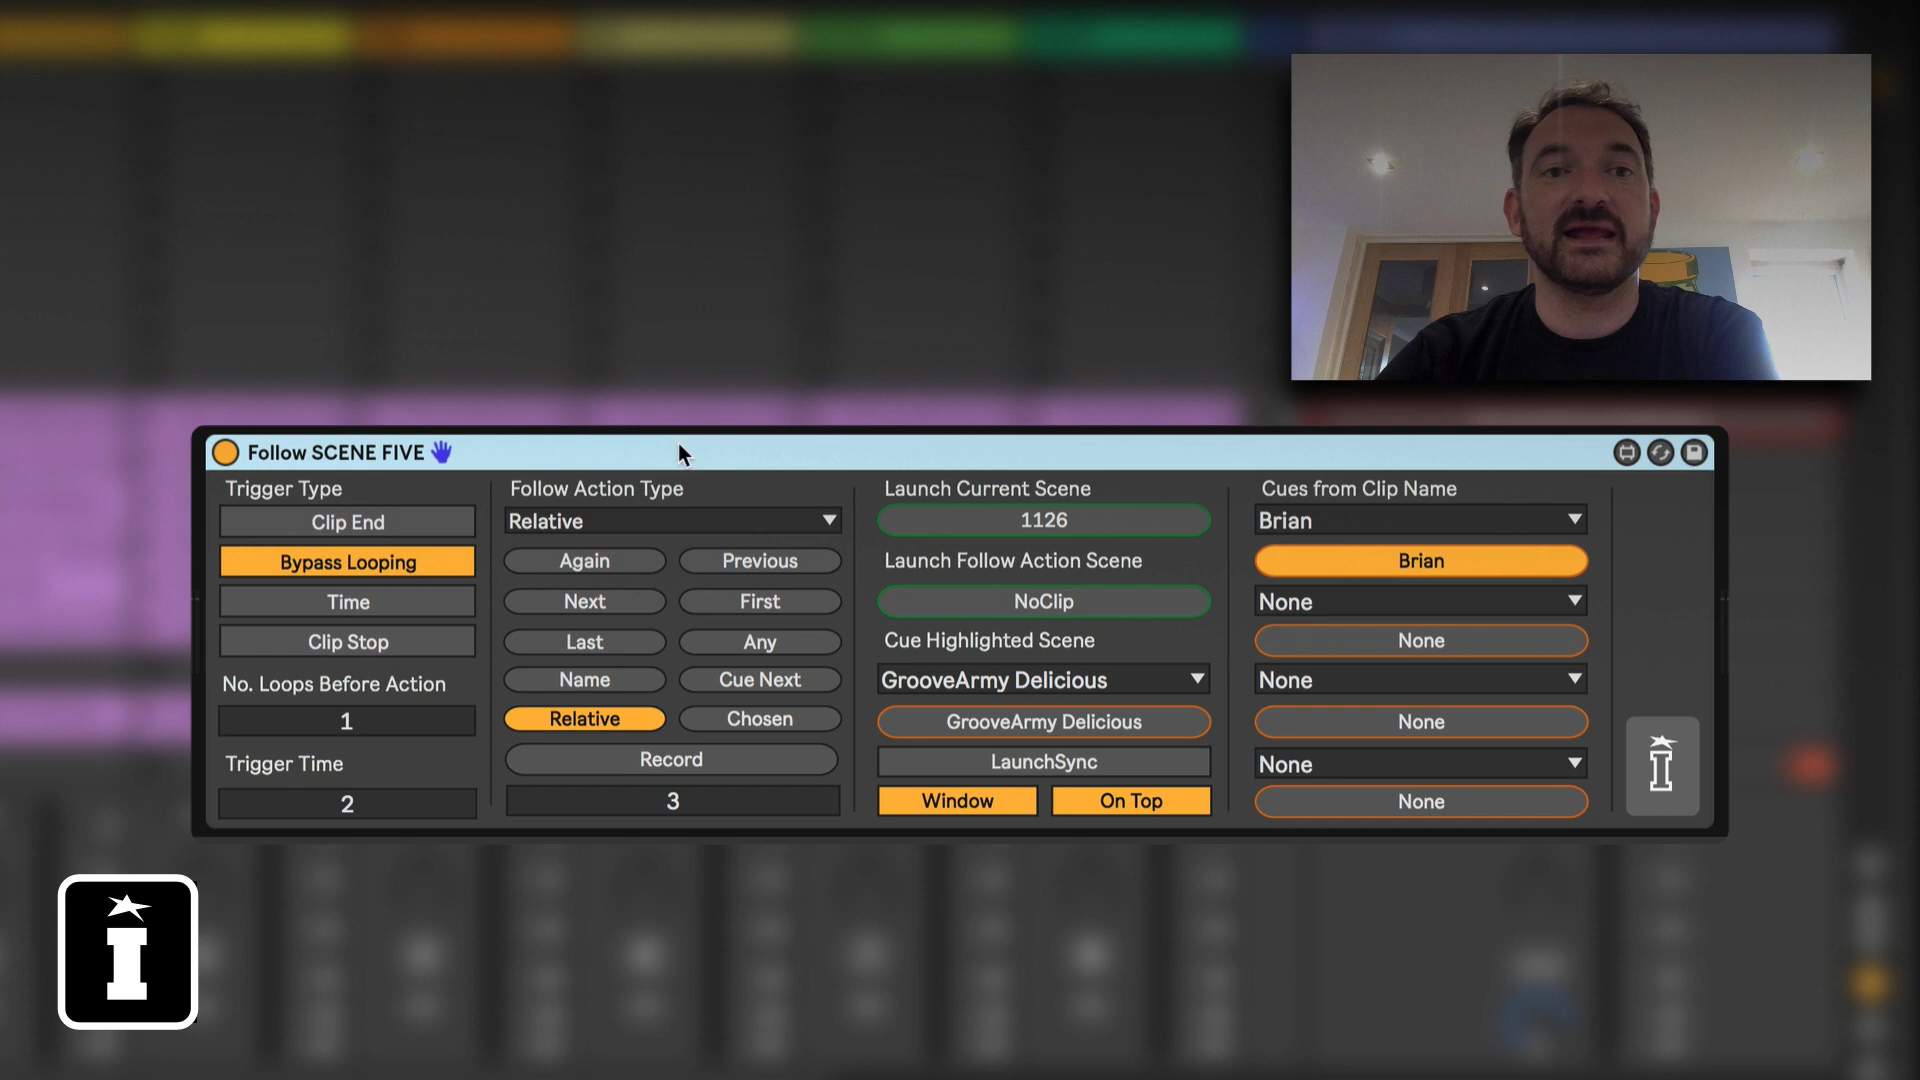 Follow SCENE FIVE
Trigger Type
Clip End
Bypass Looping
Time
Clip Stop
No. Loops Before Action
1
Trigger Time
2
Follow Action Type
Relative
Again
Previous
Next
First
Last
Any
Name
Cue Next
Relative
Chosen
Record
3
Launch Current Scene
1126
Launch Follow Action Scene
NoClip
Cue Highlighted Scene
GrooveArmy Delicious
GrooveArmy Delicious
LaunchSync
Window
On Top
Cues from Clip Name
Brian
Brian
None
None
None
None
None
None
I
I